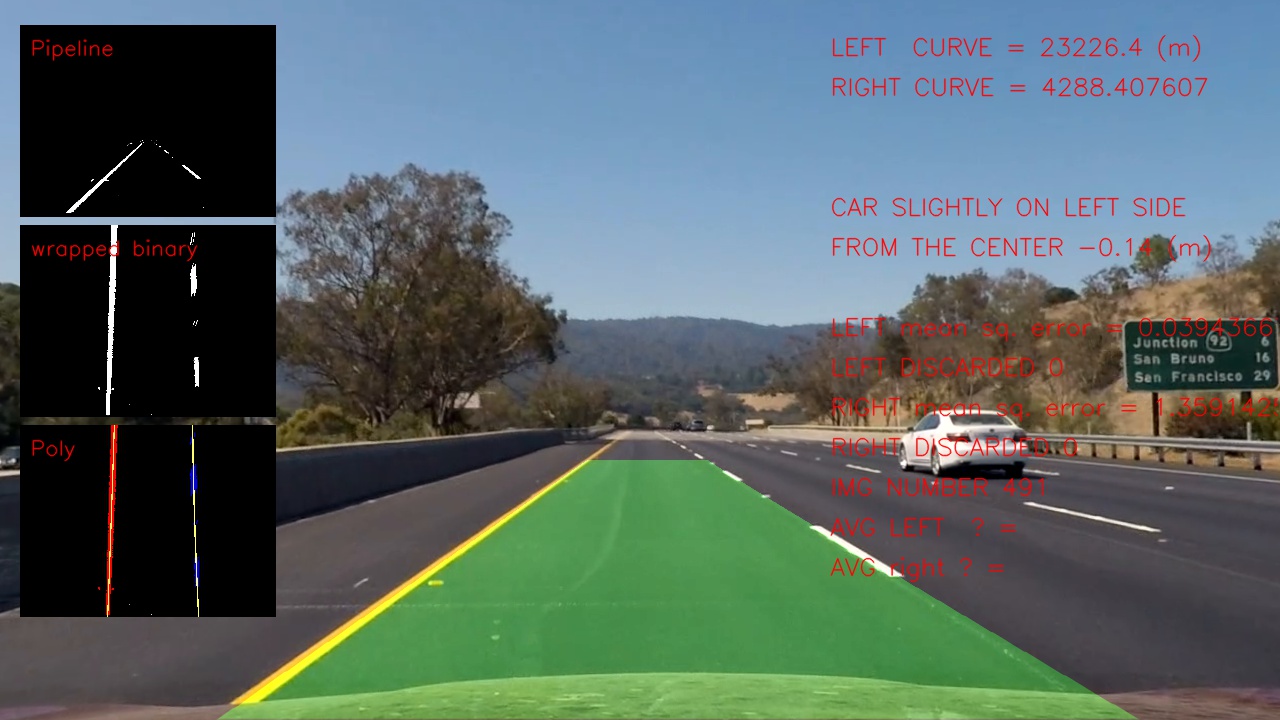 Pipeline
wrapped binary
Poly
LEFT CURVE = 23226.4 (m)
RIGHT CURVE = 4288.407607
CAR SLIGHTLY ON LEFT SIDE
FROM THE CENTER -0.14 (m)
LEFT mean sq. error = 0.0394366
LEFT DISCARDED 0
RIGHT mean sq. error = 1.359142
RIGHT DISCARDED 0
IMG NUMBER 491
AVG LEFT ? =
AVG right ? =
Junction 92 6
San Bruno 16
San Francisco 29